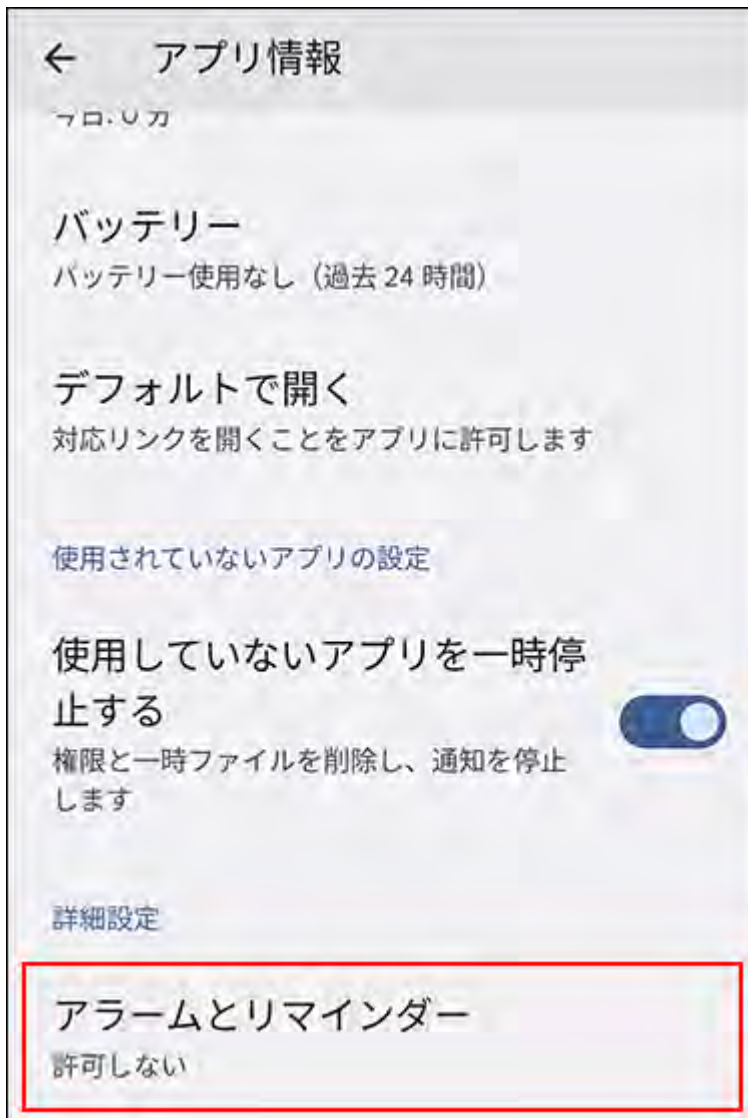 アプリ情報
バッテリー
バッテリー使用なし（過去 24 時間）
デフォルトで開く
対応リンクを開くことをアプリに許可します
使用されていないアプリの設定
使用していないアプリを一時停
止する
権限と一時ファイルを削除し、通知を停止
します
詳細設定
アラームとリマインダー
許可しない